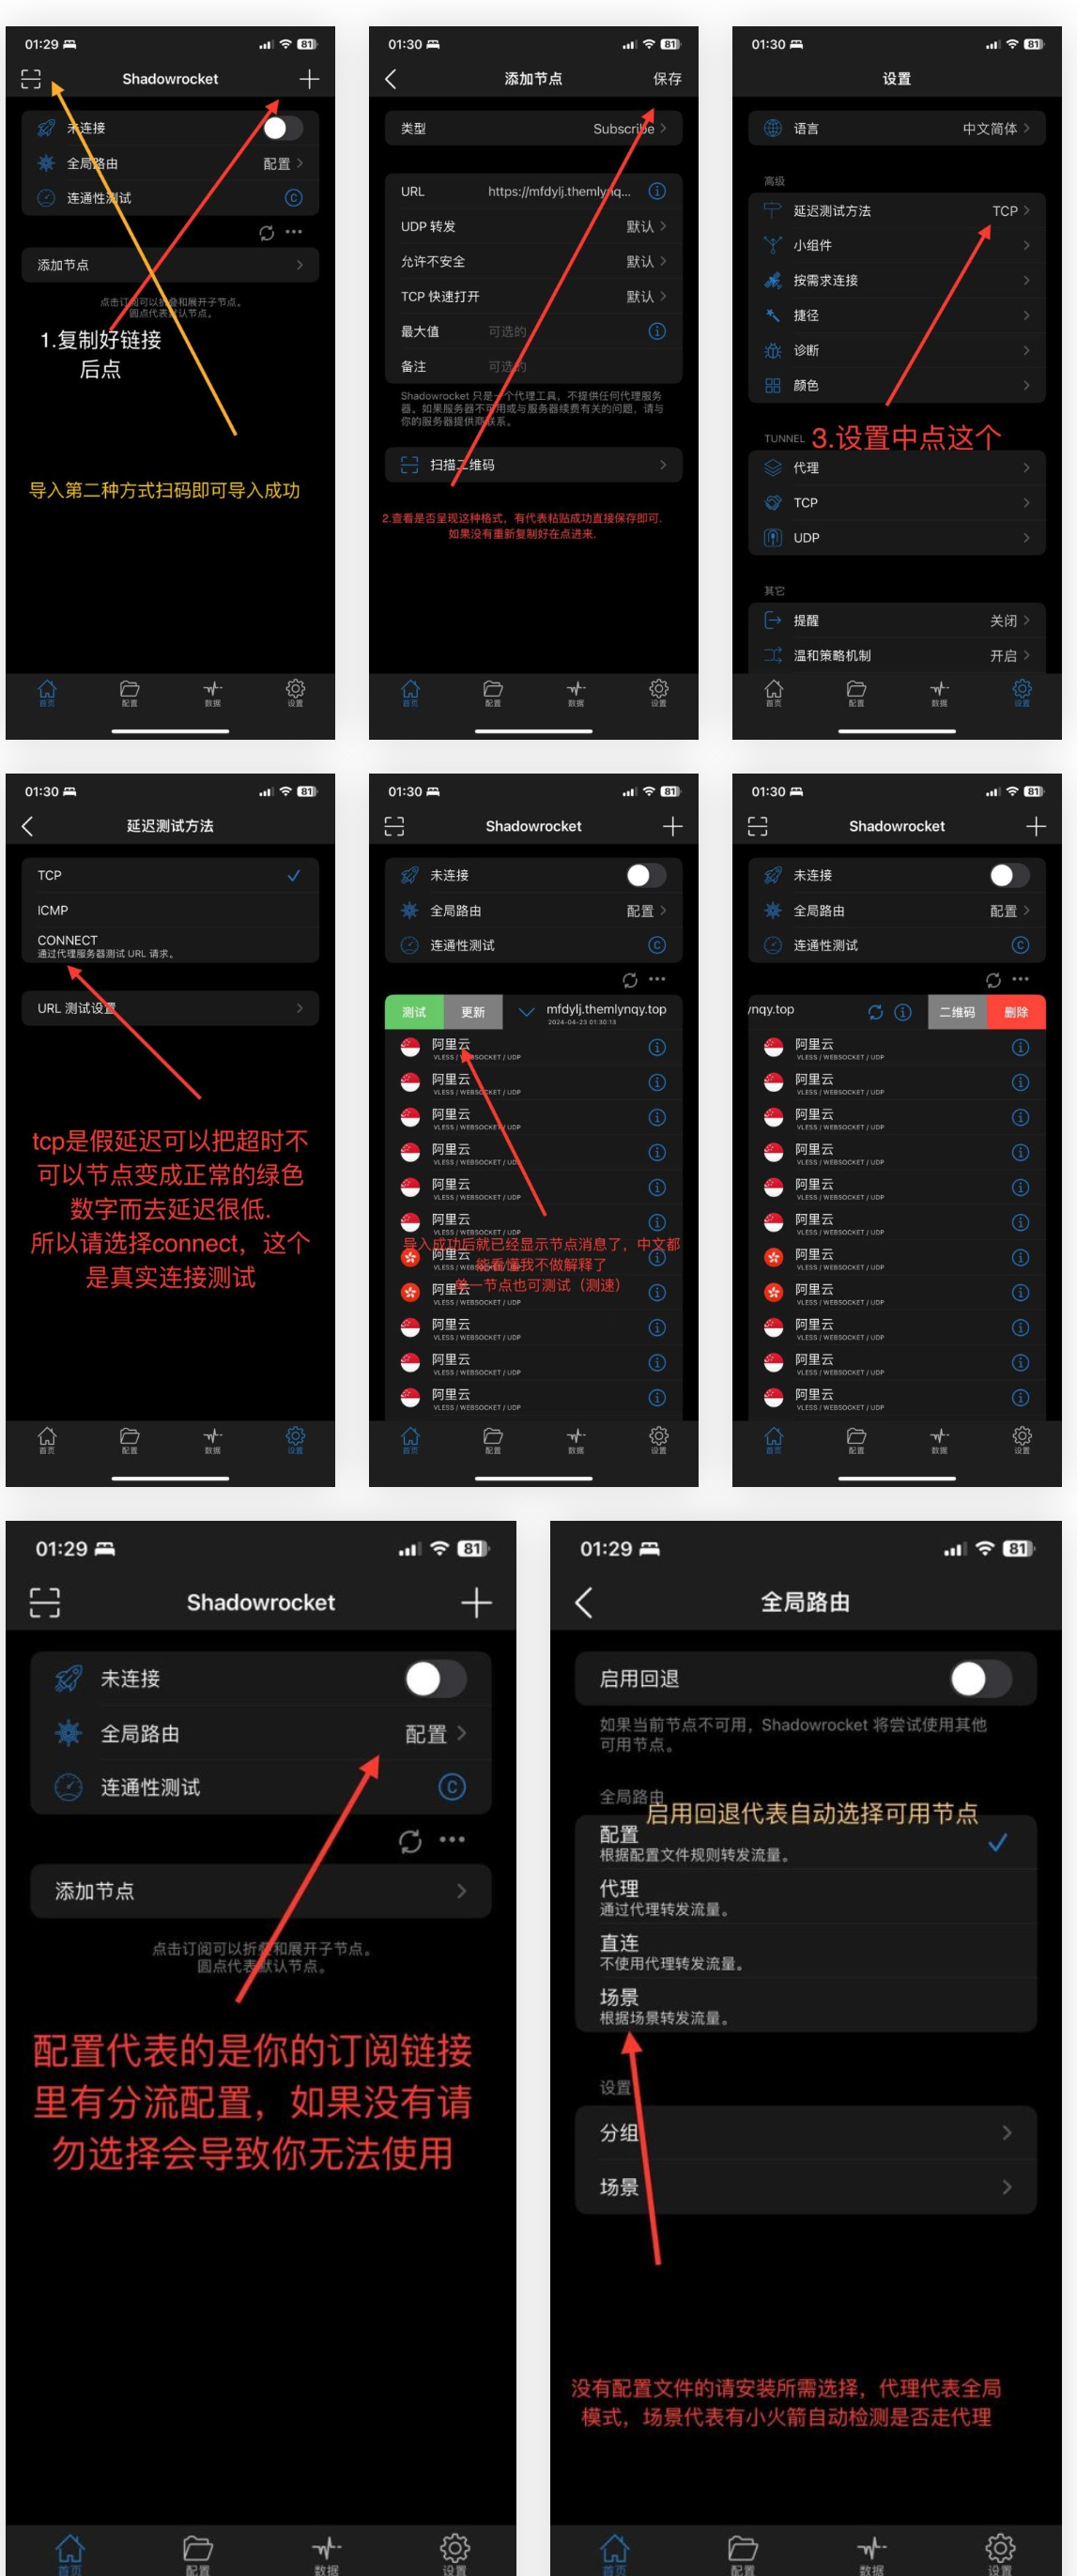 01:29
81
Shadowrocket
未连接
全局路由
配置
连通性测试
添加节点
点击订阅可以折叠和展开子节点。
圆点代表默认节点。
1.复制好链接
后点
导入第二种方式扫码即可导入成功
首页
配置
数据
设置
01:30
81
添加节点
保存
类型
Subscribe
URL
https://mfdylj.themlynq...
UDP 转发
默认
允许不安全
默认
TCP 快速打开
默认
最大值
可选的
备注
可选的
Shadowrocket 只是一个代理工具，不提供任何代理服务
器。如果服务器不可用或与服务器续费有关的问题，请与
你的服务器提供商联系。
扫描二维码
2.查看是否呈现这种格式，有代表粘贴成功直接保存即可.
如果没有重新复制好在点进来.
首页
配置
数据
设置
01:30
81
设置
语言
中文简体
高级
延迟测试方法
TCP
小组件
按需求连接
捷径
诊断
颜色
TUNNEL
3.设置中点这个
代理
TCP
UDP
其它
提醒
关闭
温和策略机制
开启
首页
配置
数据
设置
01:30
81
延迟测试方法
TCP
ICMP
CONNECT
通过代理服务器测试 URL 请求。
URL 测试设置
tcp是假延迟可以把超时不
可以节点变成正常的绿色
数字而去延迟很低.
所以请选择connect，这个
是真实连接测试
首页
配置
数据
设置
01:30
81
Shadowrocket
未连接
全局路由
配置
连通性测试
测试
更新
mfdylj.themlynqy.top
2024-04-23 01:30:15
阿里云
VLESS / WEBSOCKET / UDP
阿里云
VLESS / WEBSOCKET / UDP
阿里云
VLESS / WEBSOCKET / UDP
阿里云
VLESS / WEBSOCKET / UDP
阿里云
VLESS / WEBSOCKET / UDP
阿里云
VLESS / WEBSOCKET / UDP
导入成功后就已经显示节点消息了，中文都
能看懂我不做解释了
单一节点也可测试（测速）
阿里云
阿里云
VLESS / WEBSOCKET / UDP
阿里云
VLESS / WEBSOCKET / UDP
阿里云
VLESS / WEBSOCKET / UDP
阿里云
VLESS / WEBSOCKET / UDP
首页
配置
数据
设置
01:30
81
Shadowrocket
未连接
全局路由
配置
连通性测试
ynqy.top
二维码
删除
阿里云
VLESS / WEBSOCKET / UDP
阿里云
VLESS / WEBSOCKET / UDP
阿里云
VLESS / WEBSOCKET / UDP
阿里云
VLESS / WEBSOCKET / UDP
阿里云
VLESS / WEBSOCKET / UDP
阿里云
VLESS / WEBSOCKET / UDP
阿里云
VLESS / WEBSOCKET / UDP
阿里云
VLESS / WEBSOCKET / UDP
阿里云
VLESS / WEBSOCKET / UDP
阿里云
VLESS / WEBSOCKET / UDP
阿里云
VLESS / WEBSOCKET / UDP
首页
配置
数据
设置
01:29
81
Shadowrocket
未连接
全局路由
配置
连通性测试
添加节点
点击订阅可以折叠和展开子节点。
圆点代表默认节点。
配置代表的是你的订阅链接
里有分流配置，如果没有请
勿选择会导致你无法使用
首页
配置
数据
设置
01:29
81
全局路由
启用回退
如果当前节点不可用，Shadowrocket 将尝试使用其他
可用节点。
全局路由
启用回退代表自动选择可用节点
配置
根据配置文件规则转发流量。
代理
通过代理转发流量。
直连
不使用代理转发流量。
场景
根据场景转发流量。
设置
分组
场景
没有配置文件的请安装所需选择，代理代表全局
模式，场景代表有小火箭自动检测是否走代理
首页
配置
数据
设置